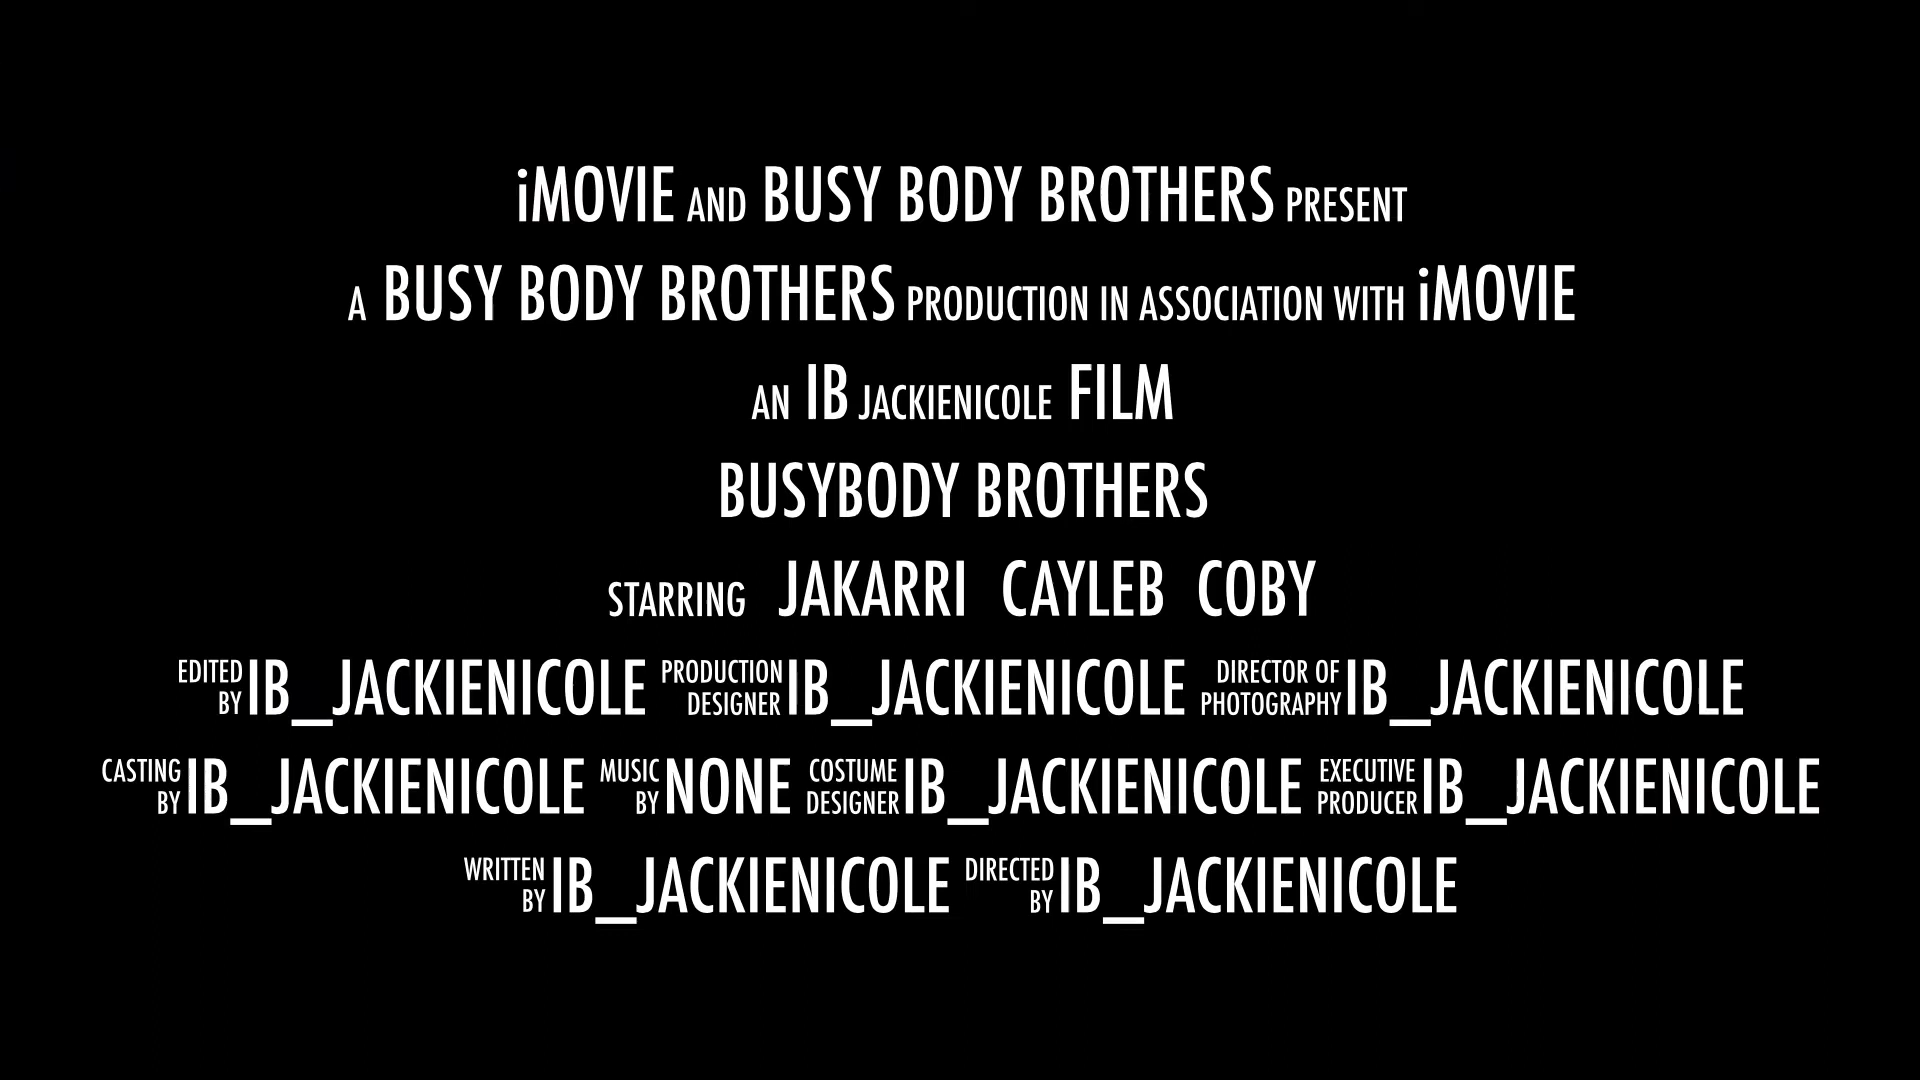 iMOVIE AND BUSY BODY BROTHERS PRESENT
A BUSY BODY BROTHERS PRODUCTION IN ASSOCIATION WITH iMOVIE
AN IB JACKIENICOLE FILM
BUSYBODY BROTHERS
STARRING JAKARRI CAYLEB COBY
EDITED BY IB_JACKIENICOLE PRODUCTION DESIGNER IB_JACKIENICOLE DIRECTOR OF PHOTOGRAPHY IB_JACKIENICOLE
CASTING BY IB_JACKIENICOLE MUSIC BY NONE COSTUME DESIGNER IB_JACKIENICOLE EXECUTIVE PRODUCER IB_JACKIENICOLE
WRITTEN BY IB_JACKIENICOLE DIRECTED BY IB_JACKIENICOLE